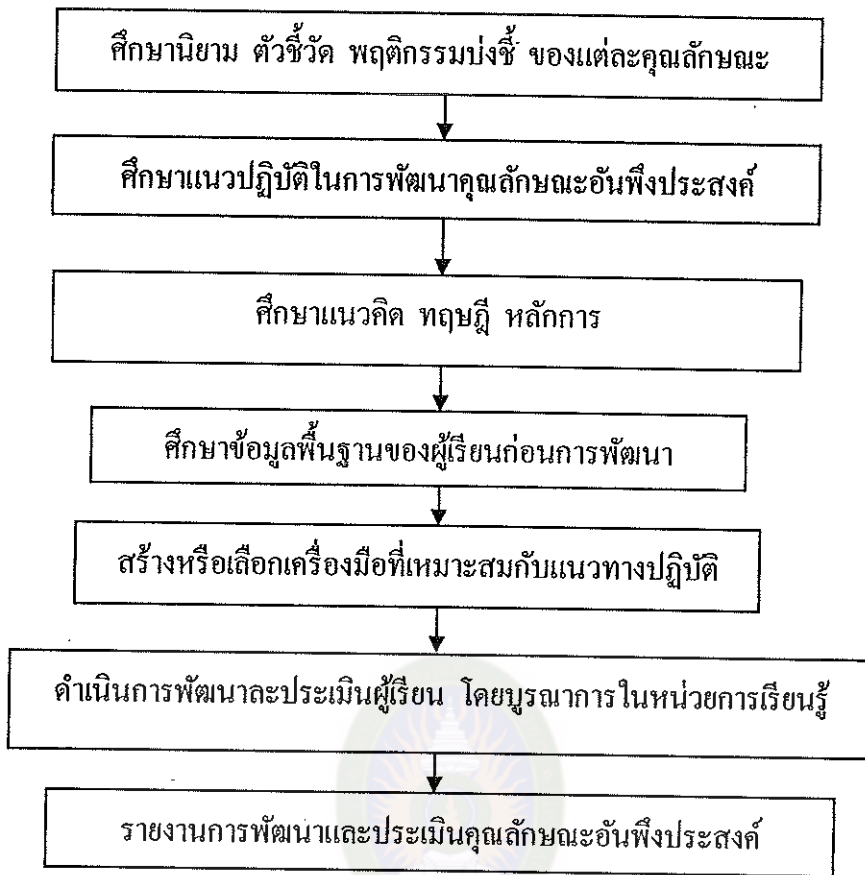 ศึกษานิยาม ตัวชี้วัด พฤติกรรมบ่งชี้ ของแต่ละคุณลักษณะ
ศึกษาแนวปฏิบัติในการพัฒนาคุณลักษณะอันพึงประสงค์
ศึกษาแนวคิด ทฤษฎี หลักการ
ศึกษาข้อมูลพื้นฐานของผู้เรียนก่อนการพัฒนา
สร้างหรือเลือกเครื่องมือที่เหมาะสมกับแนวทางปฏิบัติ
ดำเนินการพัฒนาละประเมินผู้เรียน โดยบูรณาการในหน่วยการเรียนรู้
รายงานการพัฒนาและประเมินคุณลักษณะอันพึงประสงค์